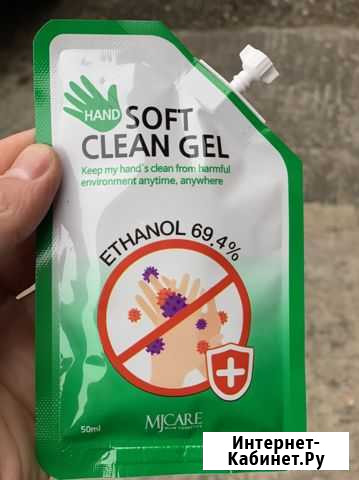 HAND SOFT
CLEAN GEL
Keep my hand's clean from harmful
environment anytime, anywhere
ETHANOL 69.4%
MJCARE
50ml
Интернет-
Кабинет.Ру